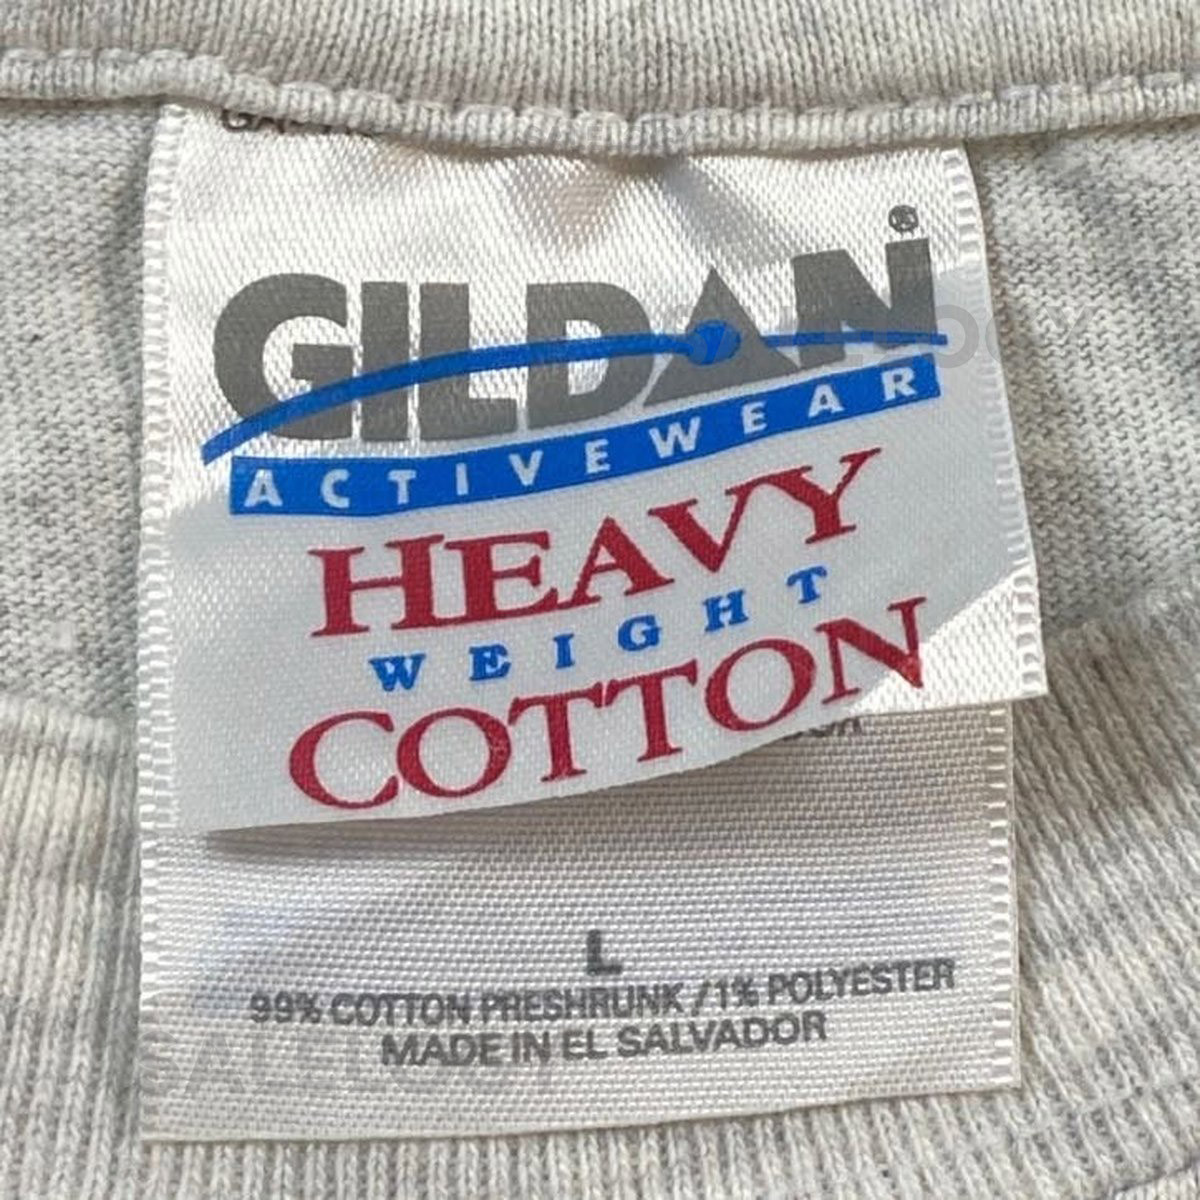 GILDAN®
ACTIVEWEAR
HEAVY
WEIGHT
COTTON
L
99% COTTON PRESHRUNK / 1% POLYESTER
MADE IN EL SALVADOR